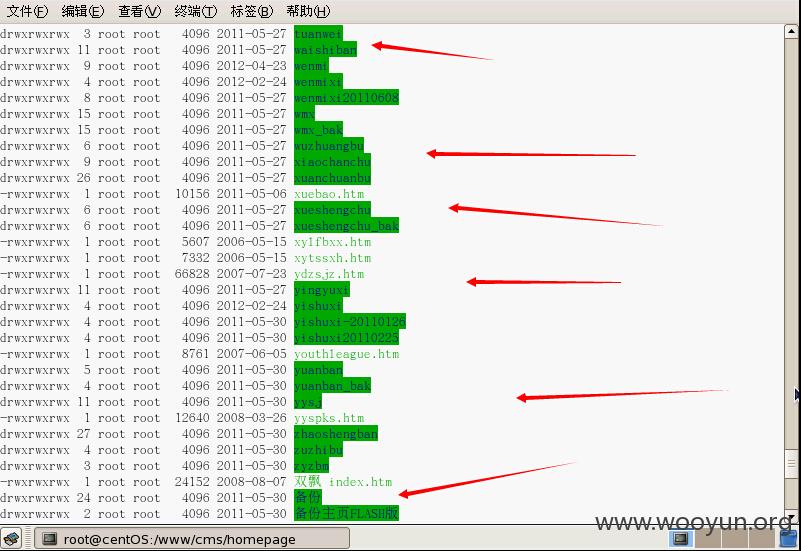 文件(F) 编辑(E) 查看(V) 终端(T) 标签(B) 帮助(H)
drwxrwxrwx 3 root root 4096 2011-05-27 tuanwei
drwxrwxrwx 11 root root 4096 2011-05-27 waishiban
drwxrwxrwx 9 root root 4096 2012-04-23 wenmi
drwxrwxrwx 4 root root 4096 2012-02-24 wenmixi
drwxrwxrwx 8 root root 4096 2011-05-27 wenmixi20110608
drwxrwxrwx 15 root root 4096 2011-05-27 wmx
drwxrwxrwx 15 root root 4096 2011-05-27 wmx_bak
drwxrwxrwx 6 root root 4096 2011-05-27 wuzhuangbu
drwxrwxrwx 9 root root 4096 2011-05-27 xiaochanchu
drwxrwxrwx 26 root root 4096 2011-05-27 xuanchuanbu
-rwxrwxrwx 1 root root 10156 2011-05-06 xuebao.htm
drwxrwxrwx 6 root root 4096 2011-05-27 xueshengchu
drwxrwxrwx 6 root root 4096 2011-05-27 xueshengchu_bak
-rwxrwxrwx 1 root root 5607 2006-05-15 xylfbxx.htm
-rwxrwxrwx 1 root root 7332 2006-05-15 xytssxh.htm
-rwxrwxrwx 1 root root 66828 2007-07-23 ydzsjz.htm
drwxrwxrwx 11 root root 4096 2011-05-27 yingyuxi
drwxrwxrwx 4 root root 4096 2012-02-24 yishuxi
drwxrwxrwx 4 root root 4096 2011-05-30 yishuxi-20110126
drwxrwxrwx 4 root root 4096 2011-05-30 yishuxi20110225
-rwxrwxrwx 1 root root 8761 2007-06-05 youthleague.htm
drwxrwxrwx 5 root root 4096 2011-05-30 yuanban
drwxrwxrwx 4 root root 4096 2011-05-30 yuanban_bak
drwxrwxrwx 11 root root 4096 2011-05-30 yysj
-rwxrwxrwx 1 root root 12640 2008-03-26 yyspks.htm
drwxrwxrwx 27 root root 4096 2011-05-30 zhaoshengban
drwxrwxrwx 4 root root 4096 2011-05-30 zuzhibu
drwxrwxrwx 3 root root 4096 2011-05-30 zyzbm
-rwxrwxrwx 1 root root 24152 2008-08-07 双飘 index.htm
drwxrwxrwx 24 root root 4096 2011-05-30 备份
drwxrwxrwx 2 root root 4096 2011-05-30 备份主页FLASH版
www.wooyun.org
root@centOS:/www/cms/homepage